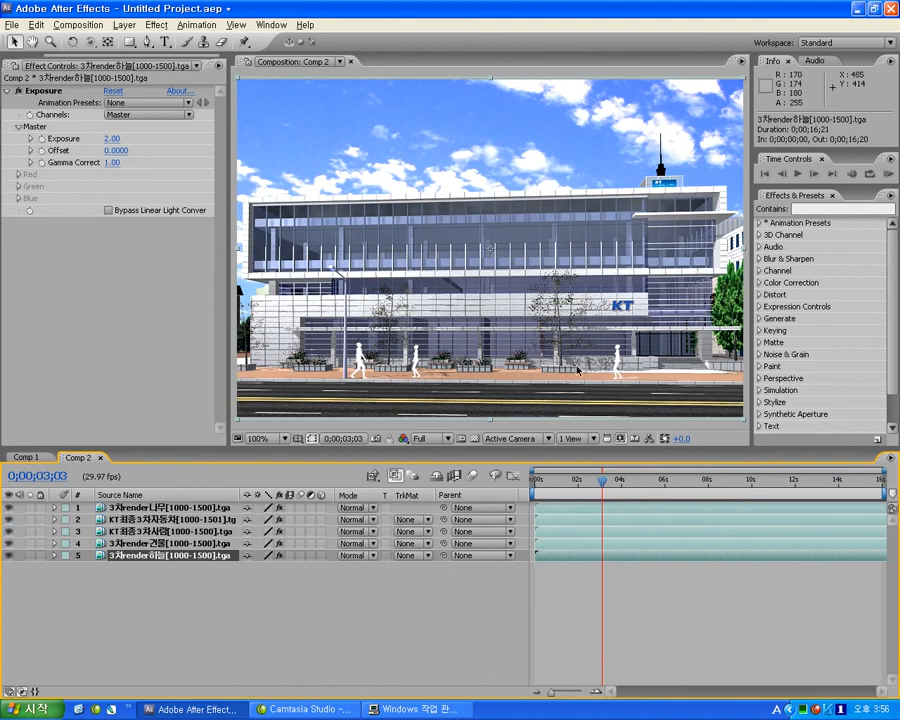 Adobe After Effects - Untitled Project.aep *
File Edit Composition Layer Effect Animation View Window Help
Workspace: Standard
Effect Controls: 3차render하늘[1000-1500].tga
Comp 2 * 3차render하늘[1000-1500].tga
Exposure Reset About...
Animation Presets: None
Channels: Master
Master
Exposure 2.00
Offset 0.0000
Gamma Correct 1.00
Red
Green
Blue
Bypass Linear Light Conver
Composition: Comp 2
KT
100% 0;00;03;03 Full Active Camera 1 View +0.0
Info Audio
R : 170 X : 485
G : 174 Y : 414
B : 180
A : 255
3차render하늘[1000-1500].tga
Duration: 0;00;16;21
In: 0;00;00;00, Out: 0;00;16;20
Time Controls
Effects & Presets
Contains:
* Animation Presets
3D Channel
Audio
Blur & Sharpen
Channel
Color Correction
Distort
Expression Controls
Generate
Keying
Matte
Noise & Grain
Paint
Perspective
Simulation
Stylize
Synthetic Aperture
Text
Comp 1 Comp 2
0;00;03;03 (29.97 fps)
# Source Name Mode T TrkMat Parent
:00s 02s 04s 06s 08s 10s 12s 14s 16s
1 3차render나무[1000-1500].tga Normal None
2 KT최종3차자동차[1000-1501].tg Normal None None
3 KT최종3차사람[1000-1500].tga Normal None None
4 3차render건물[1000-1500].tga Normal None None
5 3차render하늘[1000-1500].tga Normal None None
시작 Adobe After Effect... Camtasia Studio -... Windows 작업 관... A 오후 3:56